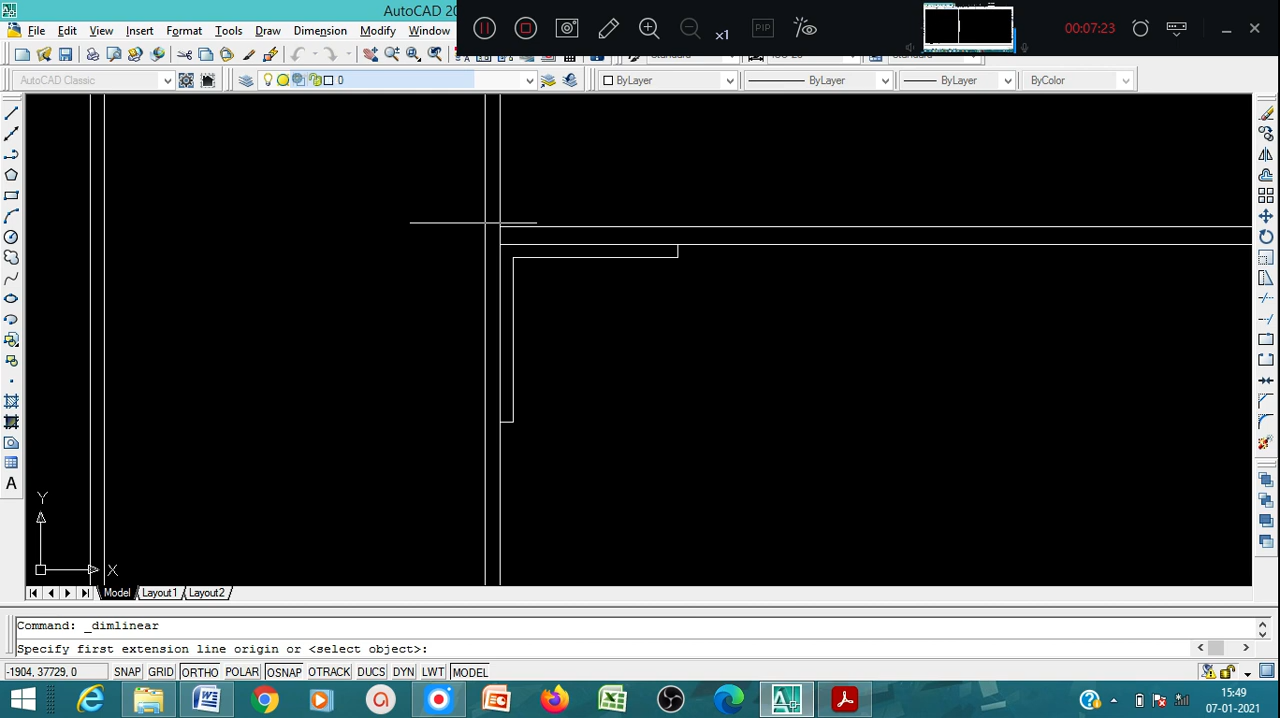 AutoCAD 20
x1
PIP
00:07:23
File Edit View Insert Format Tools Draw Dimension Modify Window
AutoCAD Classic
0
ByLayer
ByLayer
ByLayer
ByColor
Y
X
Model Layout1 Layout2
Command: _dimlinear
Specify first extension line origin or <select object>:
-1904, 37729, 0 SNAP GRID ORTHO POLAR OSNAP OTRACK DUCS DYN LWT MODEL
15:49
07-01-2021